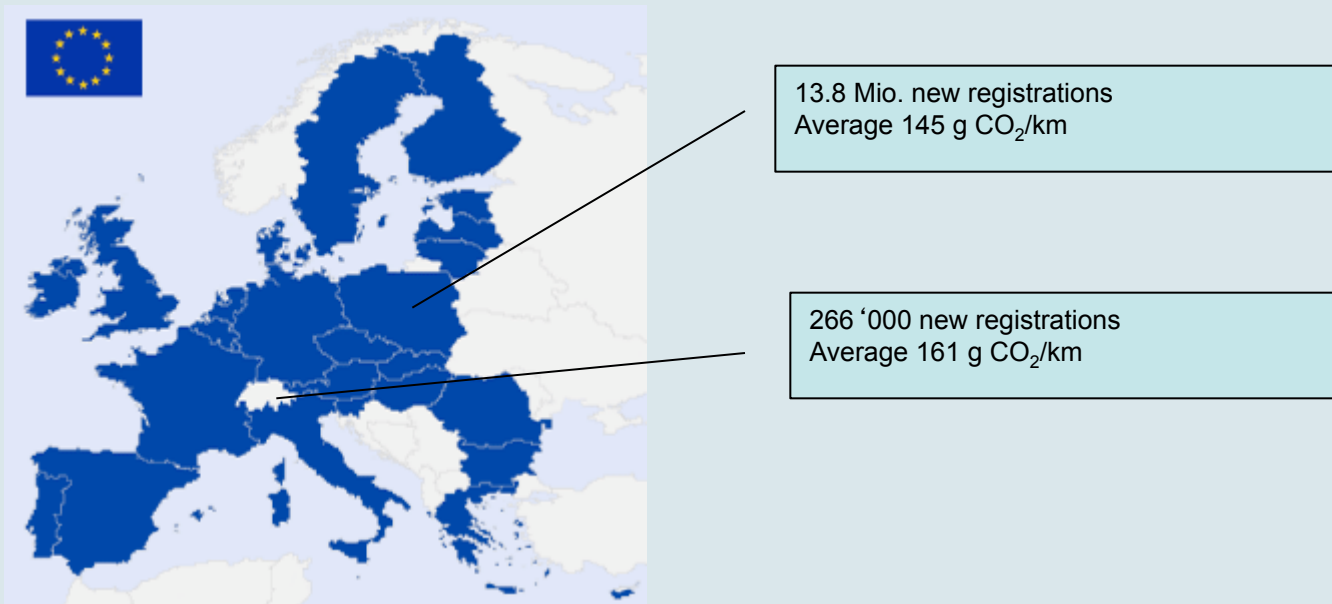 13.8 Mio. new registrations
Average 145 g CO₂/km
266 ‘000 new registrations
Average 161 g CO₂/km